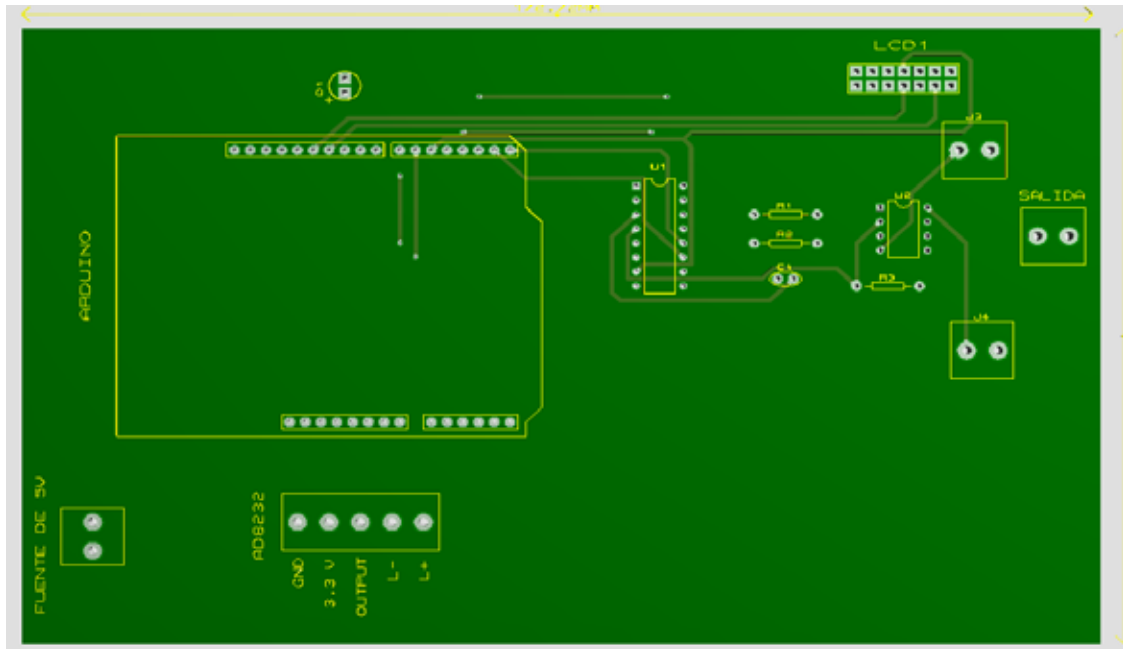 LCD1
D1
+
J3
U1
SALIDA
R1
U2
R2
ARDUINO
C1
R3
J4
FUENTE DE 5V
AD8232
GND
3.3 V
OUTPUT
L-
L+